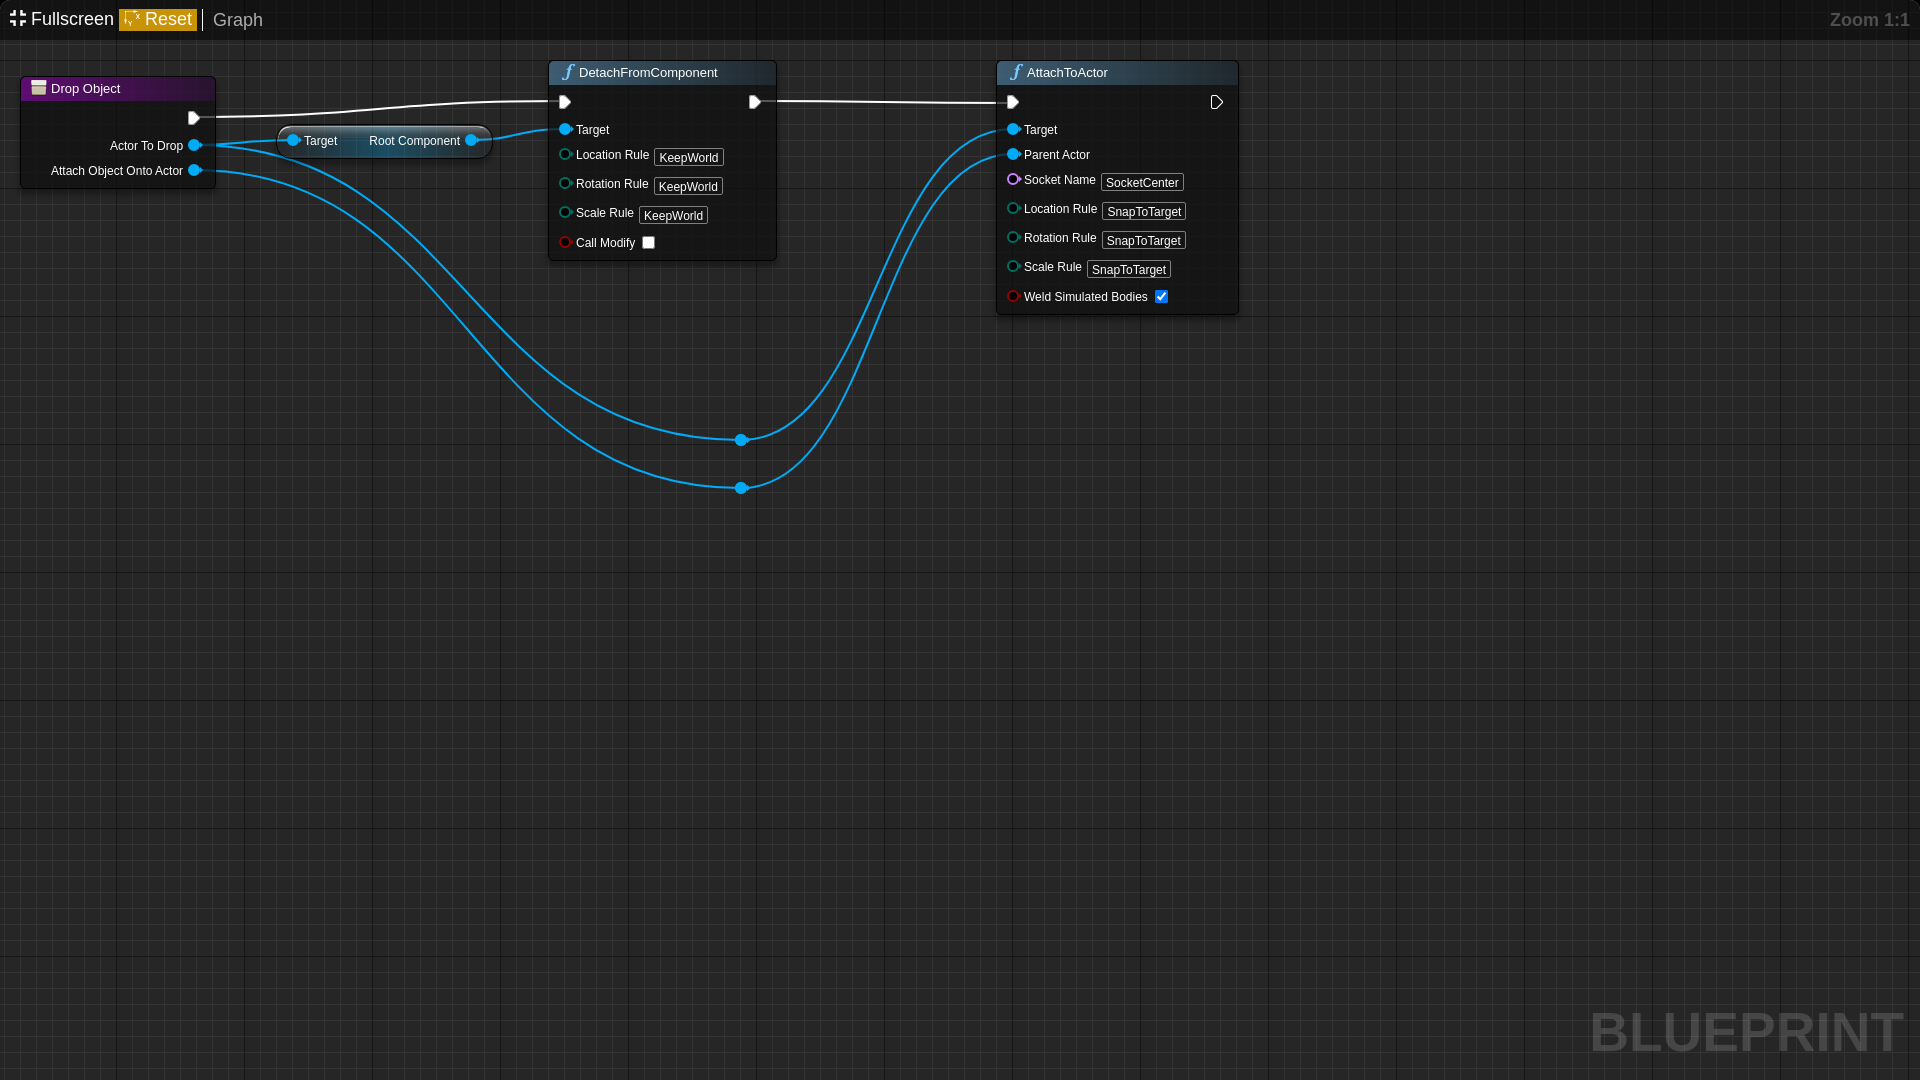 Fullscreen Reset Graph Zoom 1:1
Drop Object
Actor To Drop
Attach Object Onto Actor
Target Root Component
DetachFromComponent
Target
Location Rule KeepWorld
Rotation Rule KeepWorld
Scale Rule KeepWorld
Call Modify
AttachToActor
Target
Parent Actor
Socket Name SocketCenter
Location Rule SnapToTarget
Rotation Rule SnapToTarget
Scale Rule SnapToTarget
Weld Simulated Bodies
BLUEPRINT